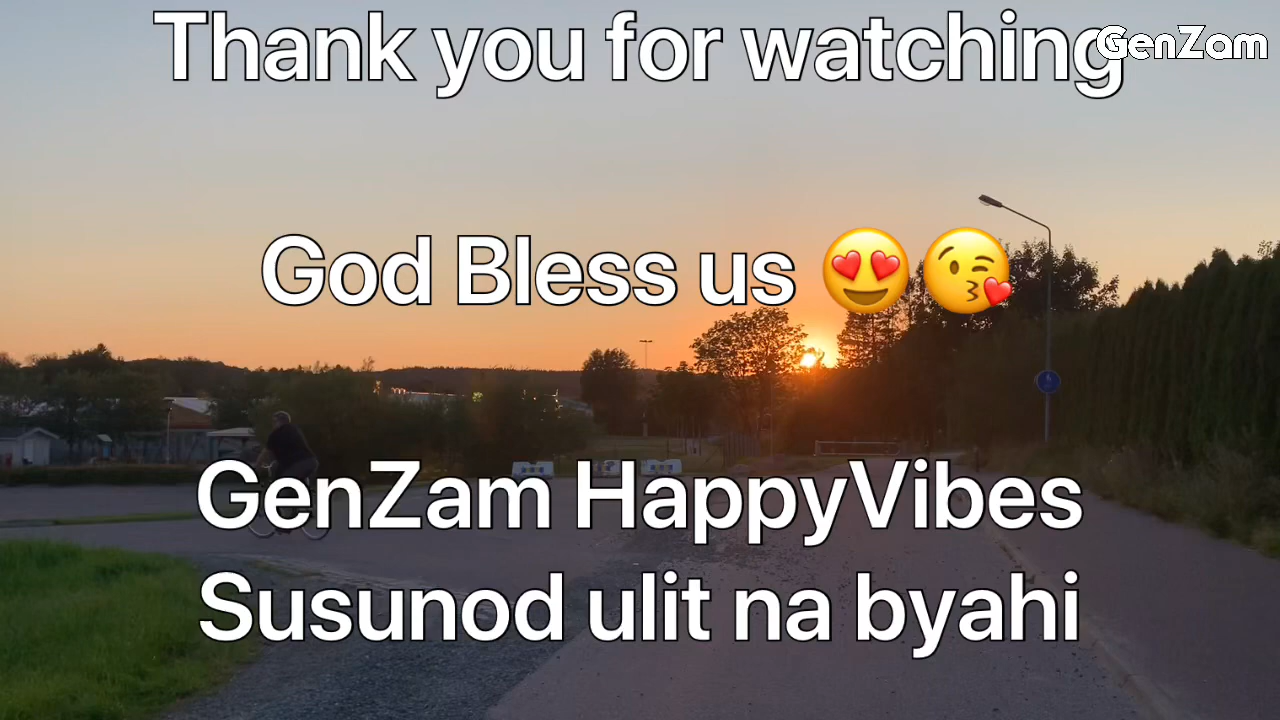 Thank you for watching
GenZam
God Bless us 😍😘
GenZam HappyVibes
Susunod ulit na byahi